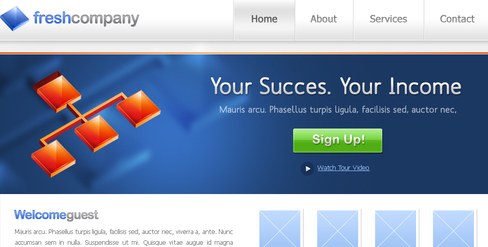 freshcompany
Home About Services Contact
Your Succes. Your Income
Mauris arcu. Phasellus turpis ligula, facilisis sed, auctor nec,
Sign Up!
Watch Tour Video
Welcomeguest
Mauris arcu. Phasellus turpis ligula, facilisis sed, auctor nec, viverra a, ante. Nunc
accumsan sem in nulla. Suspendisse ut mi. Quisque vitae augue id magna